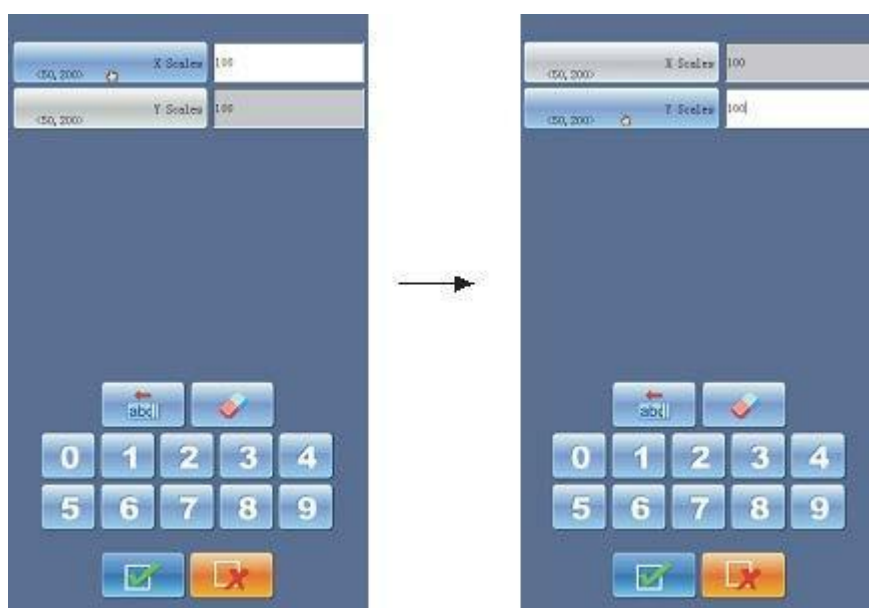 X Scales 100
<50, 200>
Y Scales 100
<50, 200>
abc
0 1 2 3 4
5 6 7 8 9
X Scales 100
<50, 200>
Y Scales 100
<50, 200>
abc
0 1 2 3 4
5 6 7 8 9